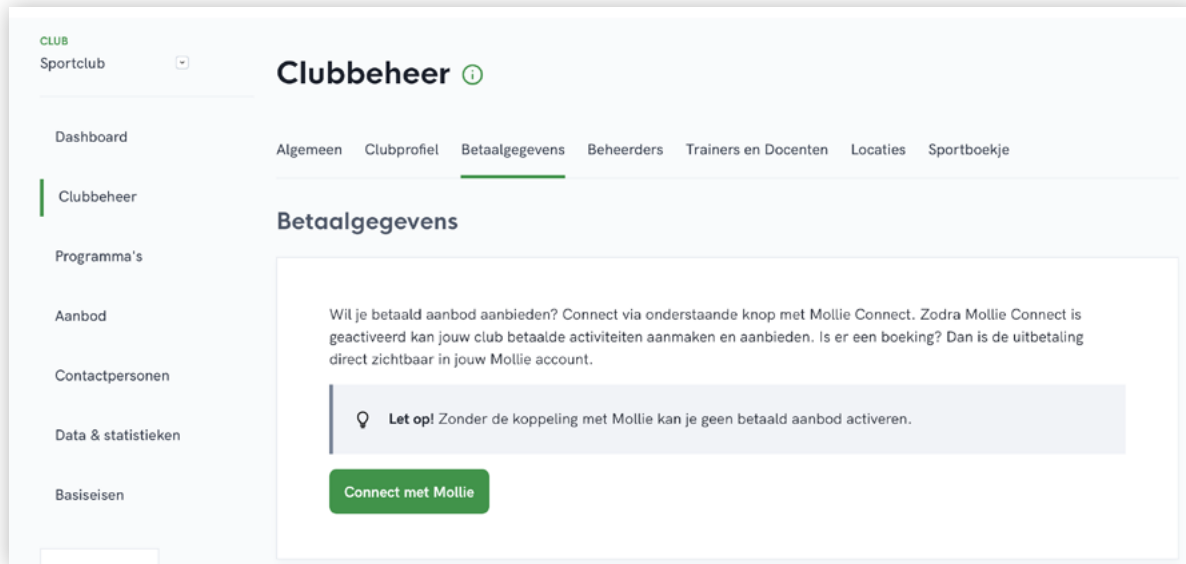 CLUB
Sportclub
Dashboard
Clubbeheer
Programma's
Aanbod
Contactpersonen
Data & statistieken
Basiseisen
Clubbeheer
Algemeen Clubprofiel Betaalgegevens Beheerders Trainers en Docenten Locaties Sportboekje
Betaalgegevens
Wil je betaald aanbod aanbieden? Connect via onderstaande knop met Mollie Connect. Zodra Mollie Connect is
geactiveerd kan jouw club betaalde activiteiten aanmaken en aanbieden. Is er een boeking? Dan is de uitbetaling
direct zichtbaar in jouw Mollie account.
Let op! Zonder de koppeling met Mollie kan je geen betaald aanbod activeren.
Connect met Mollie